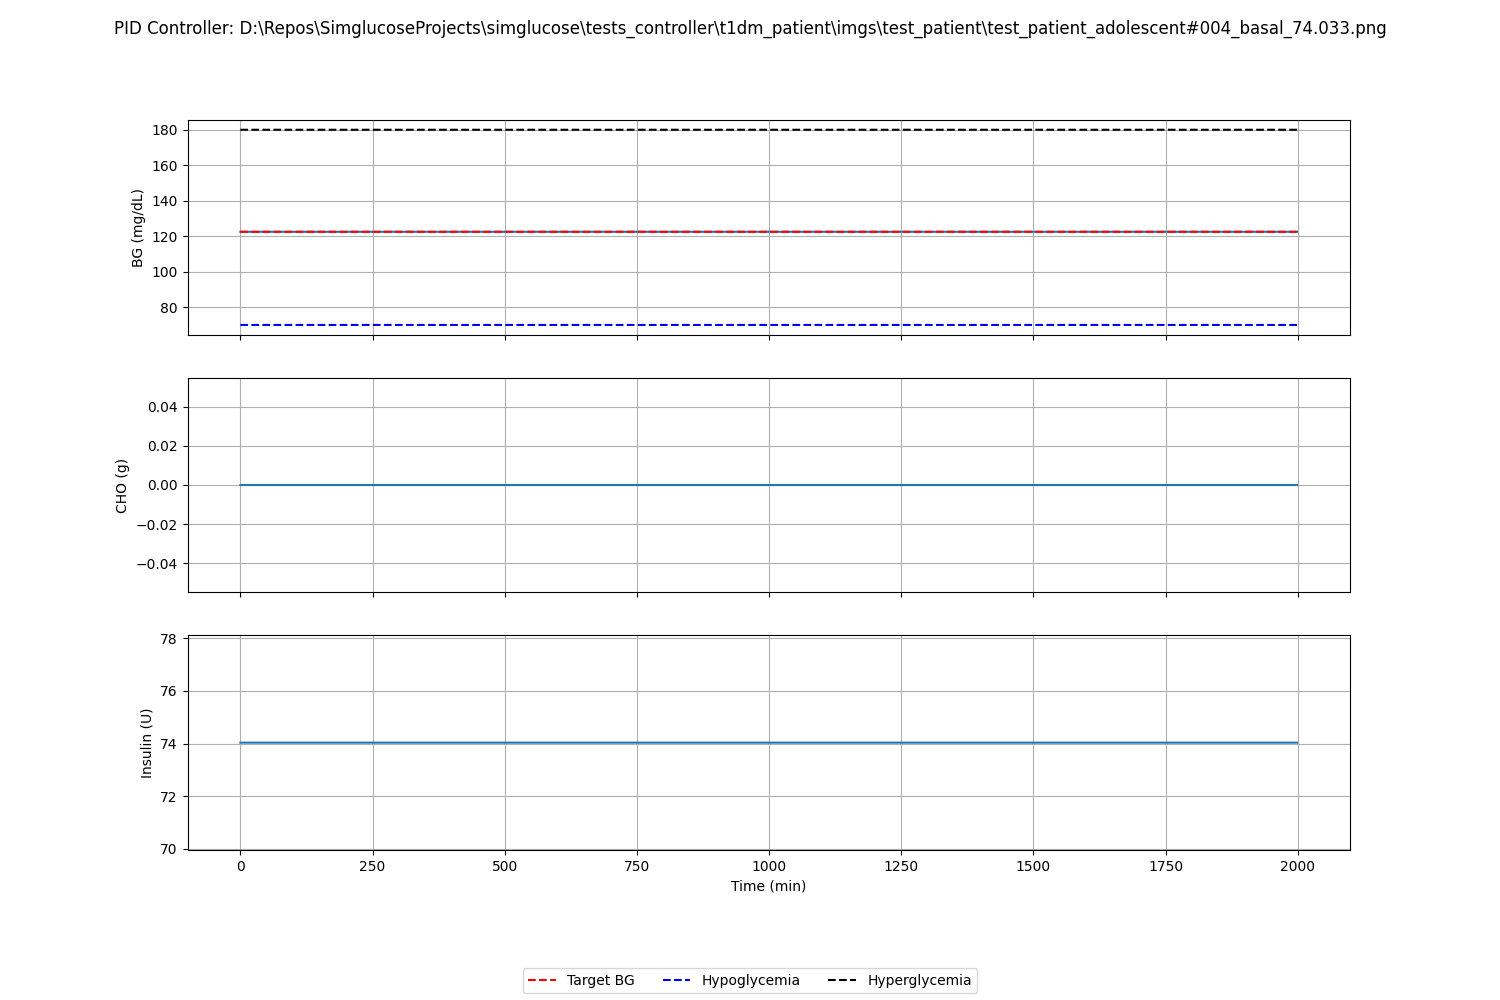 PID Controller: D:\Repos\SimglucoseProjects\simglucose\tests_controller\t1dm_patient\imgs\test_patient\test_patient_adolescent#004_basal_74.033.png
BG (mg/dL)
180
160
140
120
100
80
CHO (g)
0.04
0.02
0.00
−0.02
−0.04
Insulin (U)
78
76
74
72
70
0 250 500 750 1000 1250 1500 1750 2000
Time (min)
Target BG Hypoglycemia Hyperglycemia